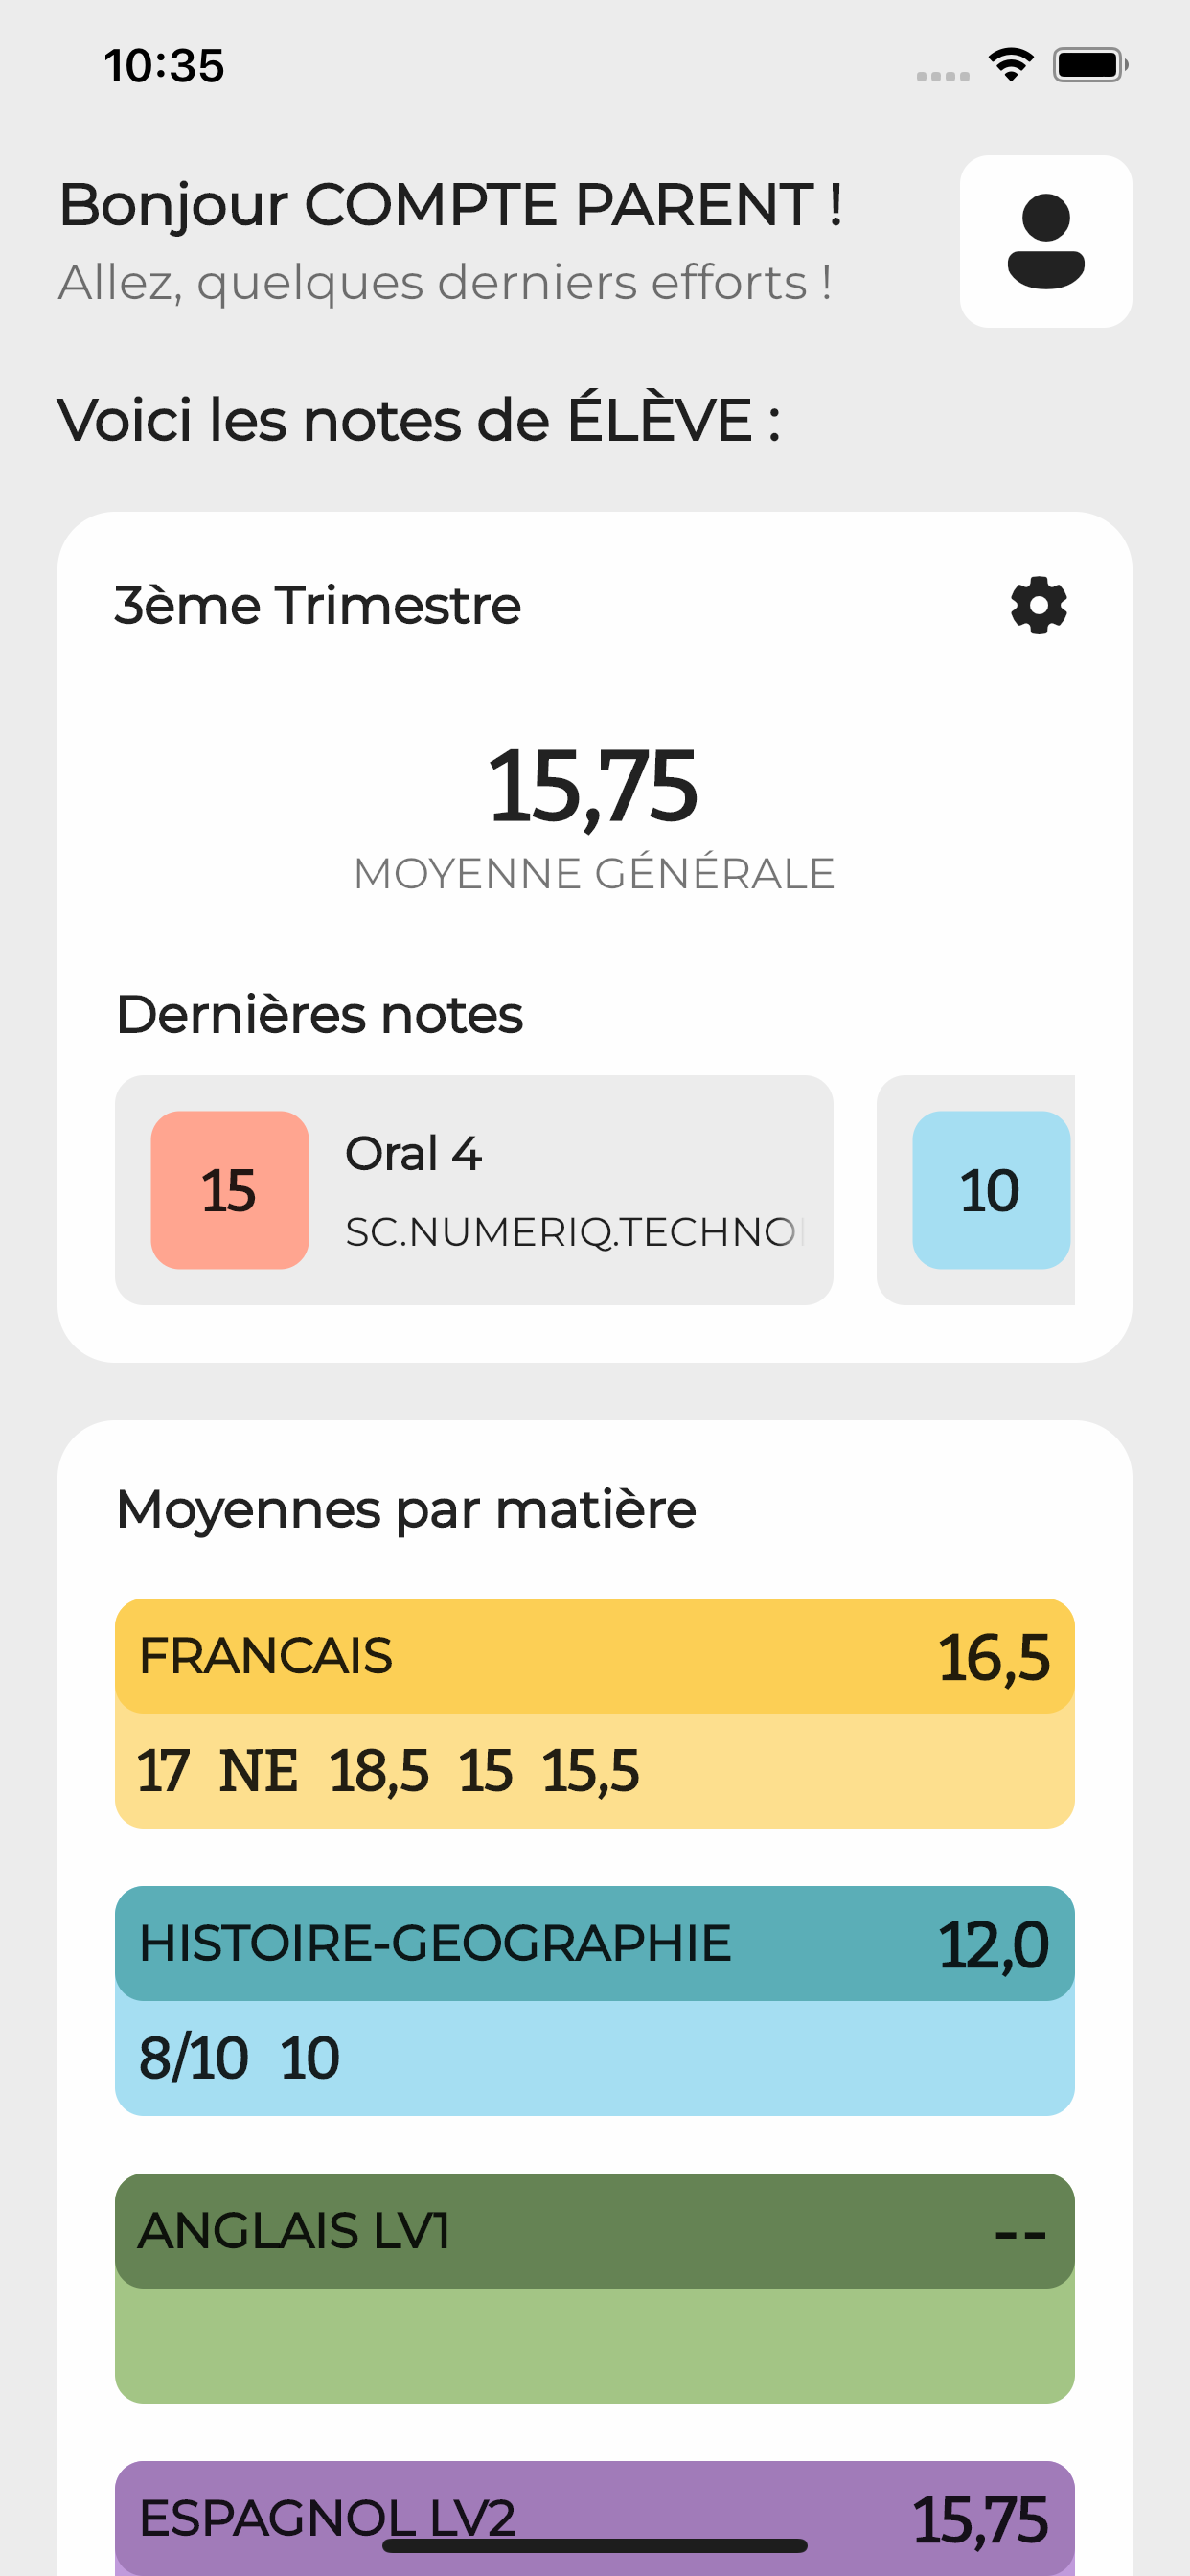 10:35
Bonjour COMPTE PARENT !
Allez, quelques derniers efforts !
Voici les notes de ÉLÈVE :
3ème Trimestre
15,75
MOYENNE GÉNÉRALE
Dernières notes
15
Oral 4
SC.NUMERIQ.TECHNO
10
Moyennes par matière
FRANCAIS 16,5
17 NE 18,5 15 15,5
HISTOIRE-GEOGRAPHIE 12,0
8/10 10
ANGLAIS LV1 --
ESPAGNOL LV2 15,75